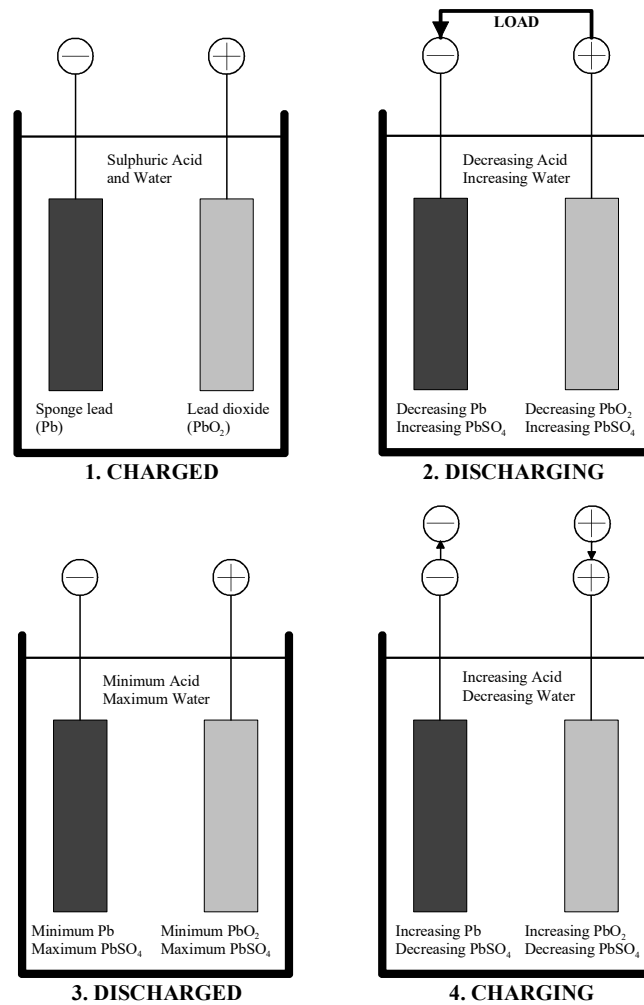 Sulphuric Acid
and Water
Sponge lead
(Pb)
Lead dioxide
(PbO₂)
1. CHARGED
LOAD
Decreasing Acid
Increasing Water
Decreasing Pb
Increasing PbSO₄
Decreasing PbO₂
Increasing PbSO₄
2. DISCHARGING
Minimum Acid
Maximum Water
Minimum Pb
Maximum PbSO₄
Minimum PbO₂
Maximum PbSO₄
3. DISCHARGED
Increasing Acid
Decreasing Water
Increasing Pb
Decreasing PbSO₄
Increasing PbO₂
Decreasing PbSO₄
4. CHARGING